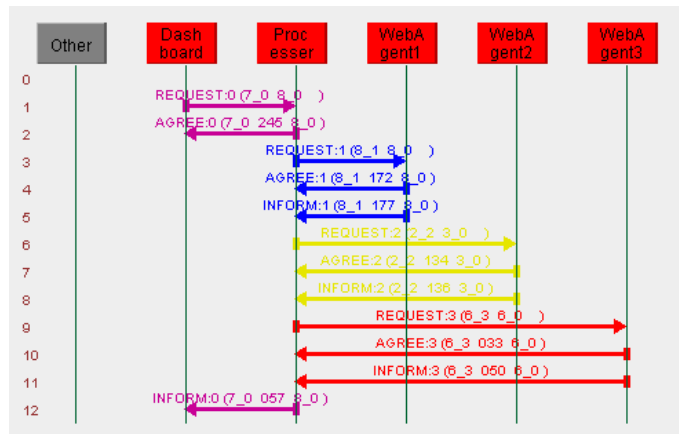 Other
Dash
board
Proc
esser
WebA
gent1
WebA
gent2
WebA
gent3
0
REQUEST:0 (7_0 8_0 )
1
AGREE:0 (7_0 245 8_0 )
2
REQUEST:1 (8_1 8_0 )
3
AGREE:1 (8_1 172 8_0 )
4
INFORM:1 (8_1 177 8_0 )
5
REQUEST:2 (2_2 3_0 )
6
AGREE:2 (2_2 134 3_0 )
7
INFORM:2 (2_2 136 3_0 )
8
REQUEST:3 (6_3 6_0 )
9
AGREE:3 (6_3 033 6_0 )
10
INFORM:3 (6_3 050 6_0 )
11
INFORM:0 (7_0 057 8_0 )
12